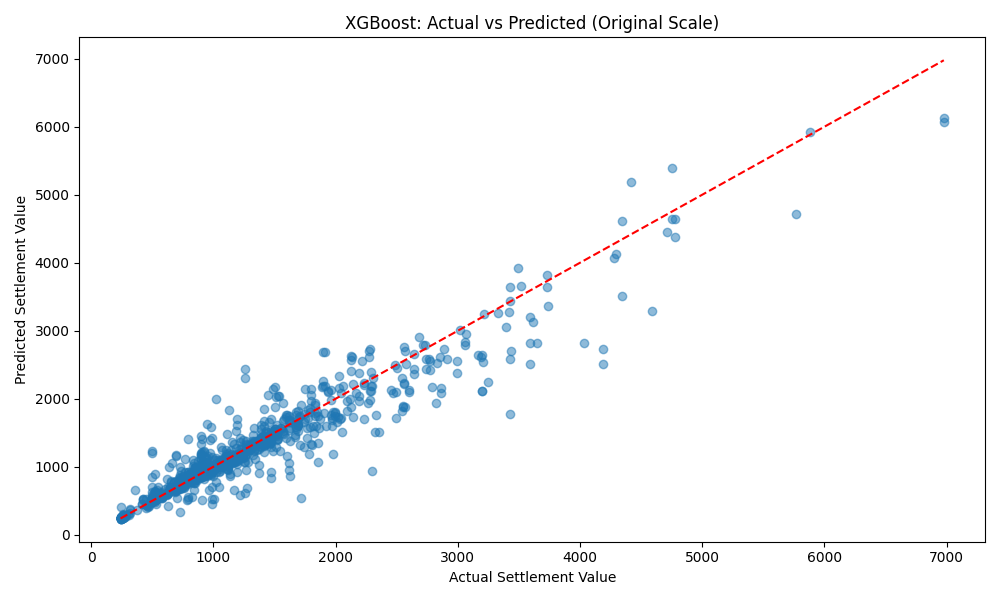 XGBoost: Actual vs Predicted (Original Scale)
7000
6000
5000
4000
3000
2000
1000
0
Predicted Settlement Value
0 1000 2000 3000 4000 5000 6000 7000
Actual Settlement Value